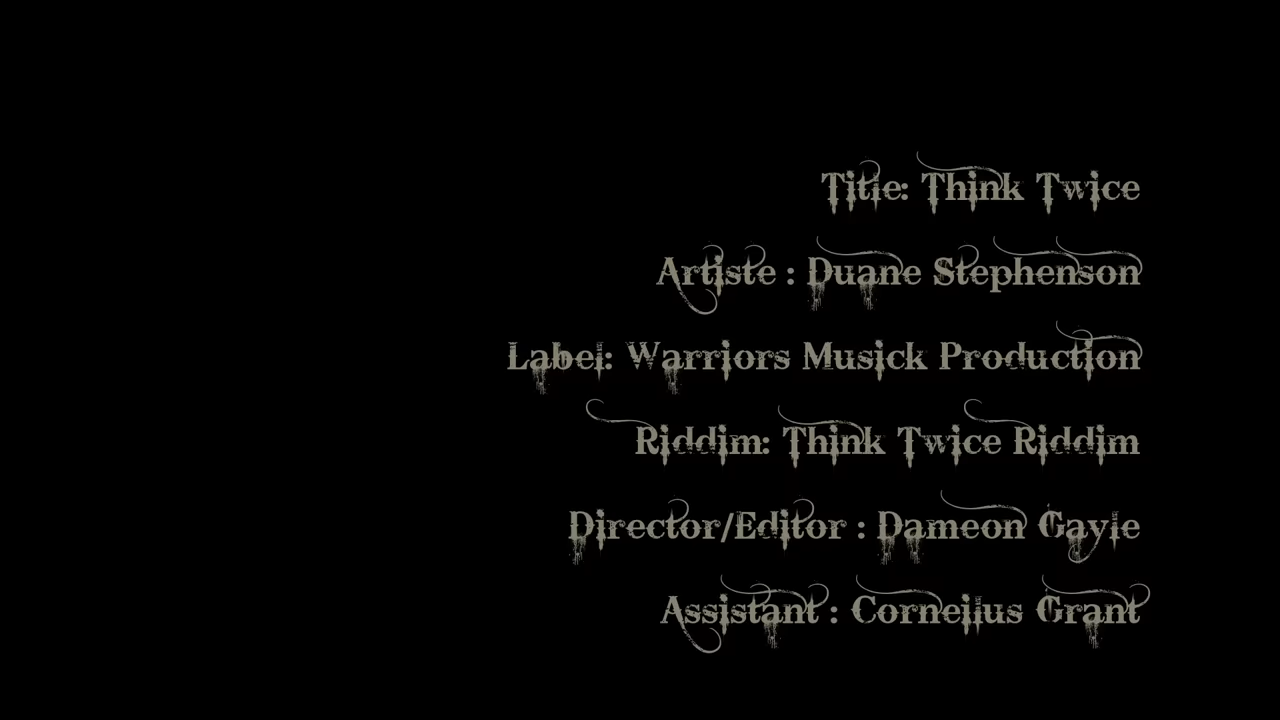 Title: Think Twice
Artiste : Duane Stephenson
Label: Warriors Musick Production
Riddim: Think Twice Riddim
Director/Editor : Dameon Gayle
Assistant : Corneilus Grant